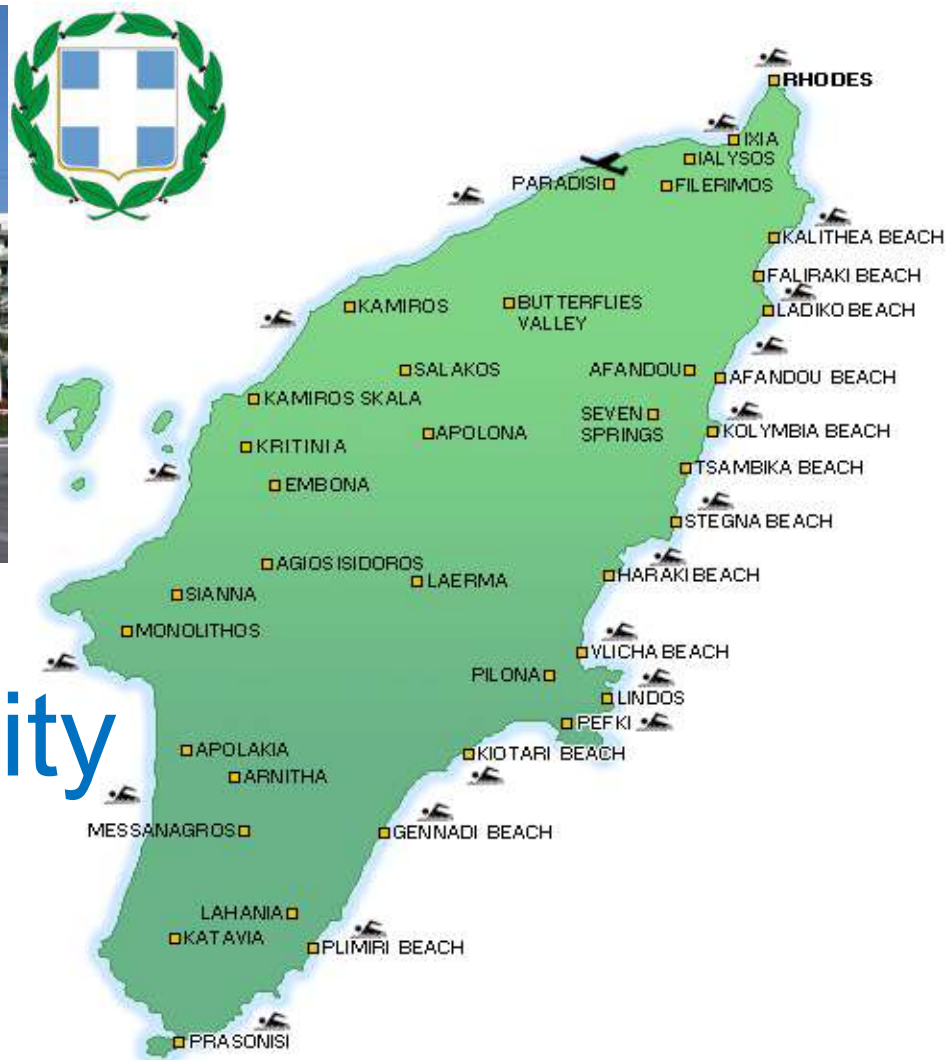 RHODES
IXIA
IALYSOS
PARADISI
FILERIMOS
KALITHEA BEACH
FALIRAKI BEACH
KAMIROS
BUTTERFLIES
VALLEY
LADIKO BEACH
SALAKOS
AFANDOU
AFANDOU BEACH
KAMIROS SKALA
SEVEN
SPRINGS
APOLONA
KOLYMBIA BEACH
KRITINIA
TSAMBIKA BEACH
EMBONA
STEGNA BEACH
AGIOS ISIDOROS
LAERMA
HARAKI BEACH
SIANNA
MONOLITHOS
VLICHA BEACH
PILONA
LINDOS
PEFKI
ity
APOLAKIA
KIOTARI BEACH
ARNITHA
MESSANAGROS
GENNADI BEACH
LAHANIA
KATAVIA
PLIMIRI BEACH
PRASONISI